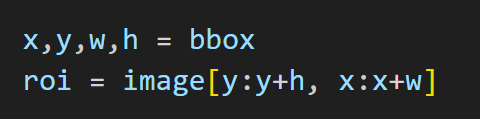 x,y,w,h = bbox
roi = image[y:y+h, x:x+w]